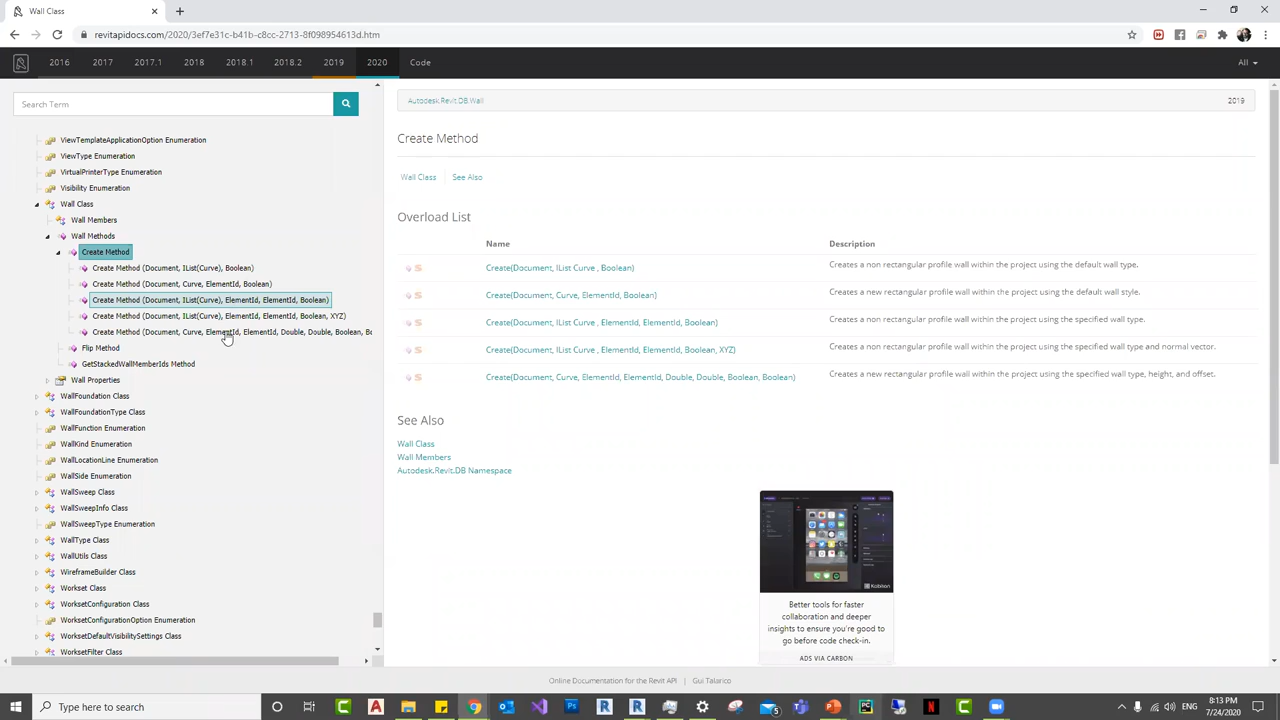 Wall Class
revitapidocs.com/2020/3ef7e31c-b41b-c8cc-2713-8f098954613d.htm
2016 2017 2017.1 2018 2018.1 2018.2 2019 2020 Code All
Search Term
ViewTemplateApplicationOption Enumeration
ViewType Enumeration
VirtualPrinterType Enumeration
Visibility Enumeration
Wall Class
Wall Members
Wall Methods
Create Method
Create Method (Document, IList(Curve), Boolean)
Create Method (Document, Curve, ElementId, Boolean)
Create Method (Document, IList(Curve), ElementId, ElementId, Boolean)
Create Method (Document, IList(Curve), ElementId, ElementId, Boolean, XYZ)
Create Method (Document, Curve, ElementId, ElementId, Double, Double, Boolean, Bo
Flip Method
GetStackedWallMemberIds Method
Wall Properties
WallFoundation Class
WallFoundationType Class
WallFunction Enumeration
WallKind Enumeration
WallLocationLine Enumeration
WallSide Enumeration
WallSweep Class
WallSweepInfo Class
WallSweepType Enumeration
WallType Class
WallUtils Class
WireframeBuilder Class
Workset Class
WorksetConfiguration Class
WorksetConfigurationOption Enumeration
WorksetDefaultVisibilitySettings Class
WorksetFilter Class
Autodesk.Revit.DB.Wall 2019
Create Method
Wall Class See Also
Overload List
Name Description
Create(Document, IList Curve , Boolean) Creates a non rectangular profile wall within the project using the default wall type.
Create(Document, Curve, ElementId, Boolean) Creates a new rectangular profile wall within the project using the default wall style.
Create(Document, IList Curve , ElementId, ElementId, Boolean) Creates a non rectangular profile wall within the project using the specified wall type.
Create(Document, IList Curve , ElementId, ElementId, Boolean, XYZ) Creates a non rectangular profile wall within the project using the specified wall type and normal vector.
Create(Document, Curve, ElementId, ElementId, Double, Double, Boolean, Boolean) Creates a new rectangular profile wall within the project using the specified wall type, height, and offset.
See Also
Wall Class
Wall Members
Autodesk.Revit.DB Namespace
Kobiton
Better tools for faster
collaboration and deeper
insights to ensure you're good to
go before code check-in.
ADS VIA CARBON
Online Documentation for the Revit API | Gui Talarico
Type here to search
8:13 PM
7/24/2020